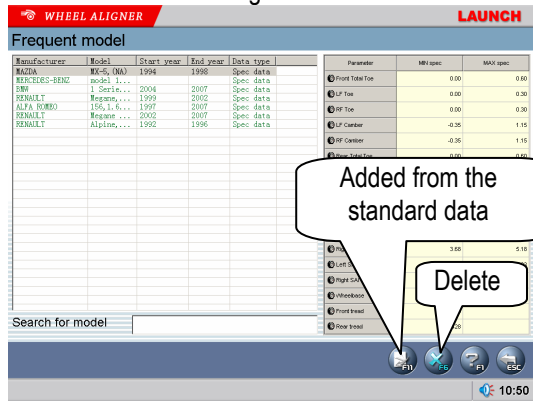 WHEEL ALIGNER
LAUNCH
Frequent model
Manufacturer Model Start year End year Data type
MAZDA MX-5, (NA) 1994 1998 Spec data
MERCEDES-BENZ model 1... Spec data
BMW 1 Serie... 2004 2007 Spec data
RENAULT Megane,... 1999 2002 Spec data
ALFA ROMEO 156,1.6... 1997 2007 Spec data
RENAULT Megane ... 2002 2007 Spec data
RENAULT Alpine,... 1992 1996 Spec data
Parameter MIN spec MAX spec
Front Total Toe 0.00 0.60
LF Toe 0.00 0.30
RF Toe 0.00 0.30
LF Camber -0.35 1.15
RF Camber -0.35 1.15
Rear Total Toe 0.00 0.60
3.68 5.18
Left
Right SAI
Wheelbase
Front tread
Rear tread
Added from the
standard data
Delete
Search for model
F11 F6 ? F1 ESC
10:50